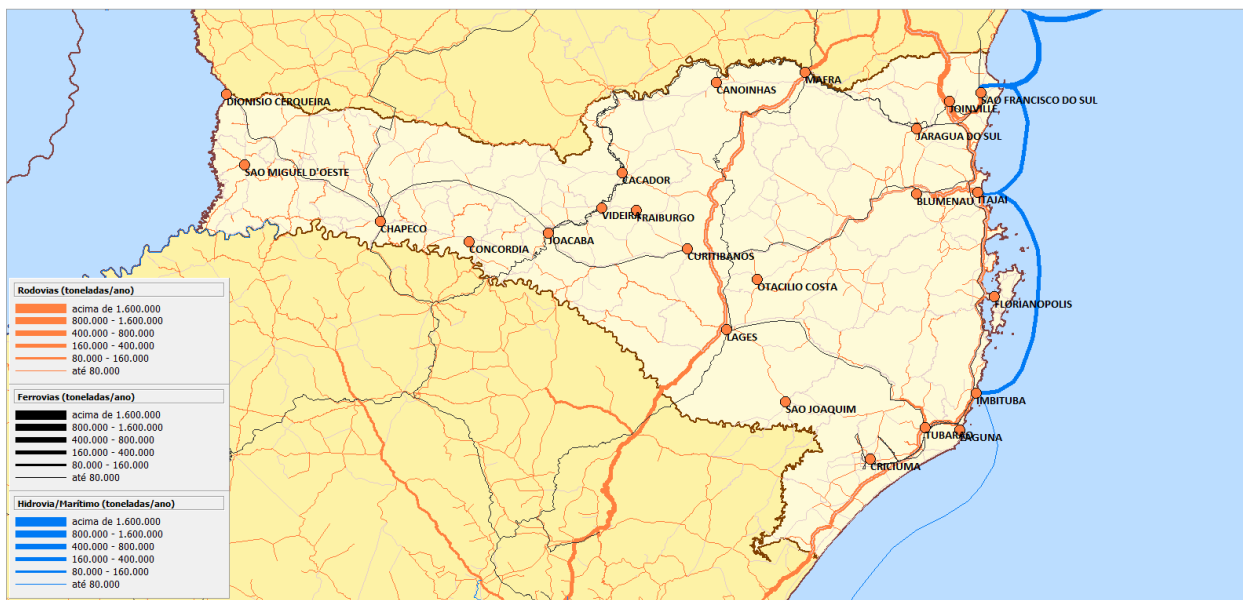 MAFRA
CANOINHAS
SAO FRANCISCO DO SUL
DIONISIO CERQUEIRA
JOINVILLE
JARAGUA DO SUL
SAO MIGUEL D'OESTE
CACADOR
BLUMENAU
ITAJAI
VIDEIRA
FRAIBURGO
CHAPECO
JOACABA
CONCORDIA
CURITIBANOS
OTACILIO COSTA
FLORIANOPOLIS
LAGES
IMBITUBA
SAO JOAQUIM
TUBARAO
LAGUNA
CRICIUMA
Rodovias (toneladas/ano)
acima de 1.600.000
800.000 - 1.600.000
400.000 - 800.000
160.000 - 400.000
80.000 - 160.000
até 80.000
Ferrovias (toneladas/ano)
acima de 1.600.000
800.000 - 1.600.000
400.000 - 800.000
160.000 - 400.000
80.000 - 160.000
até 80.000
Hidrovia/Marítimo (toneladas/ano)
acima de 1.600.000
800.000 - 1.600.000
400.000 - 800.000
160.000 - 400.000
80.000 - 160.000
até 80.000